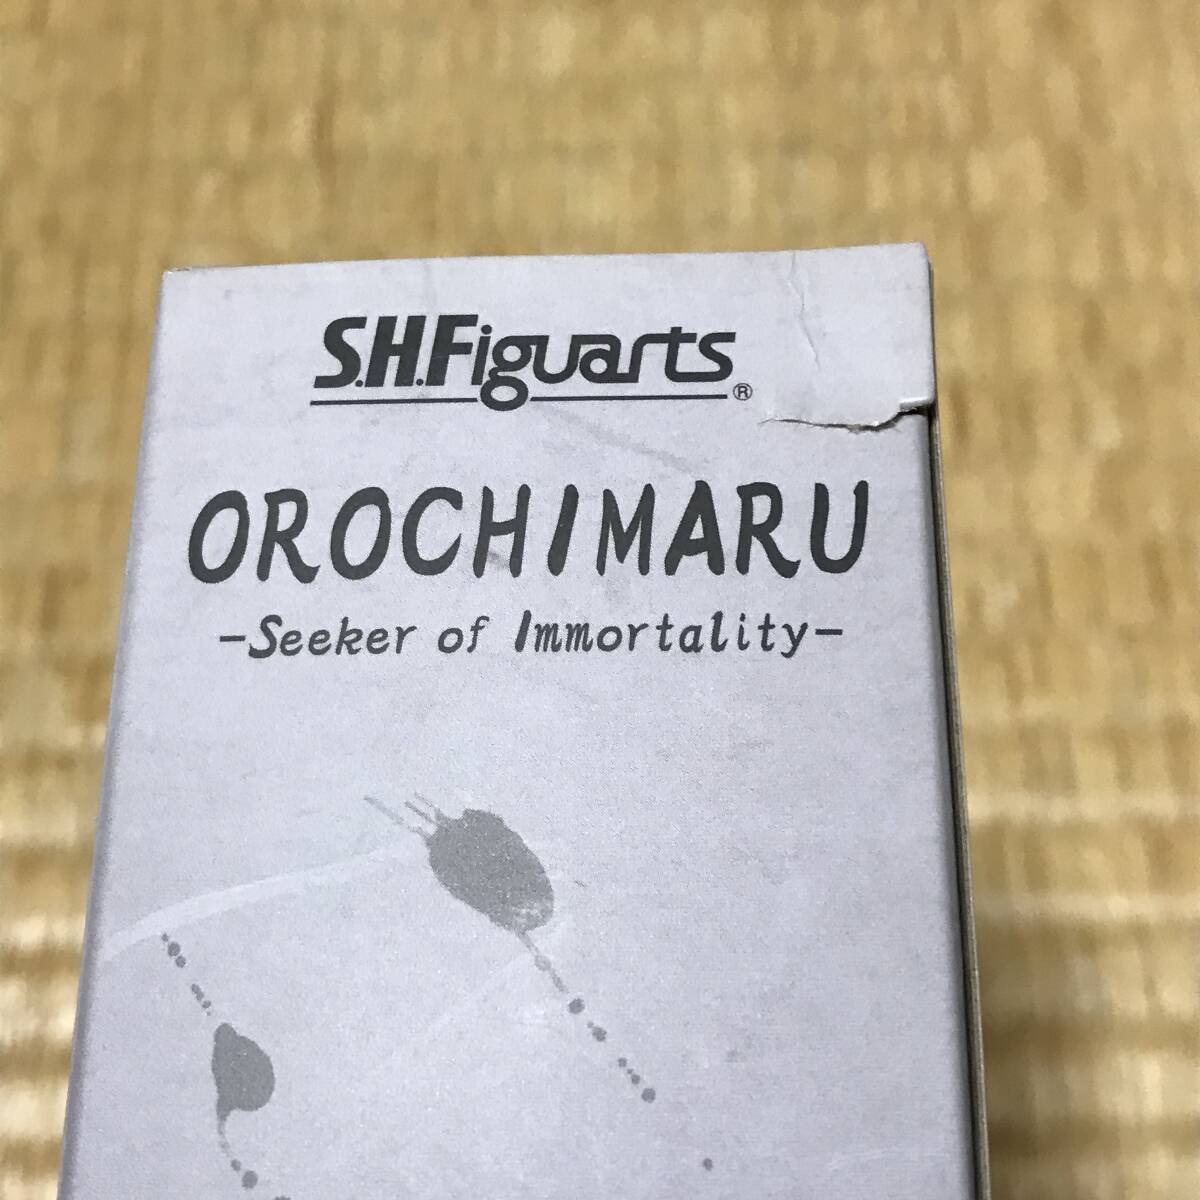 S.H.Figuarts®
OROCHIMARU
-Seeker of Immortality-